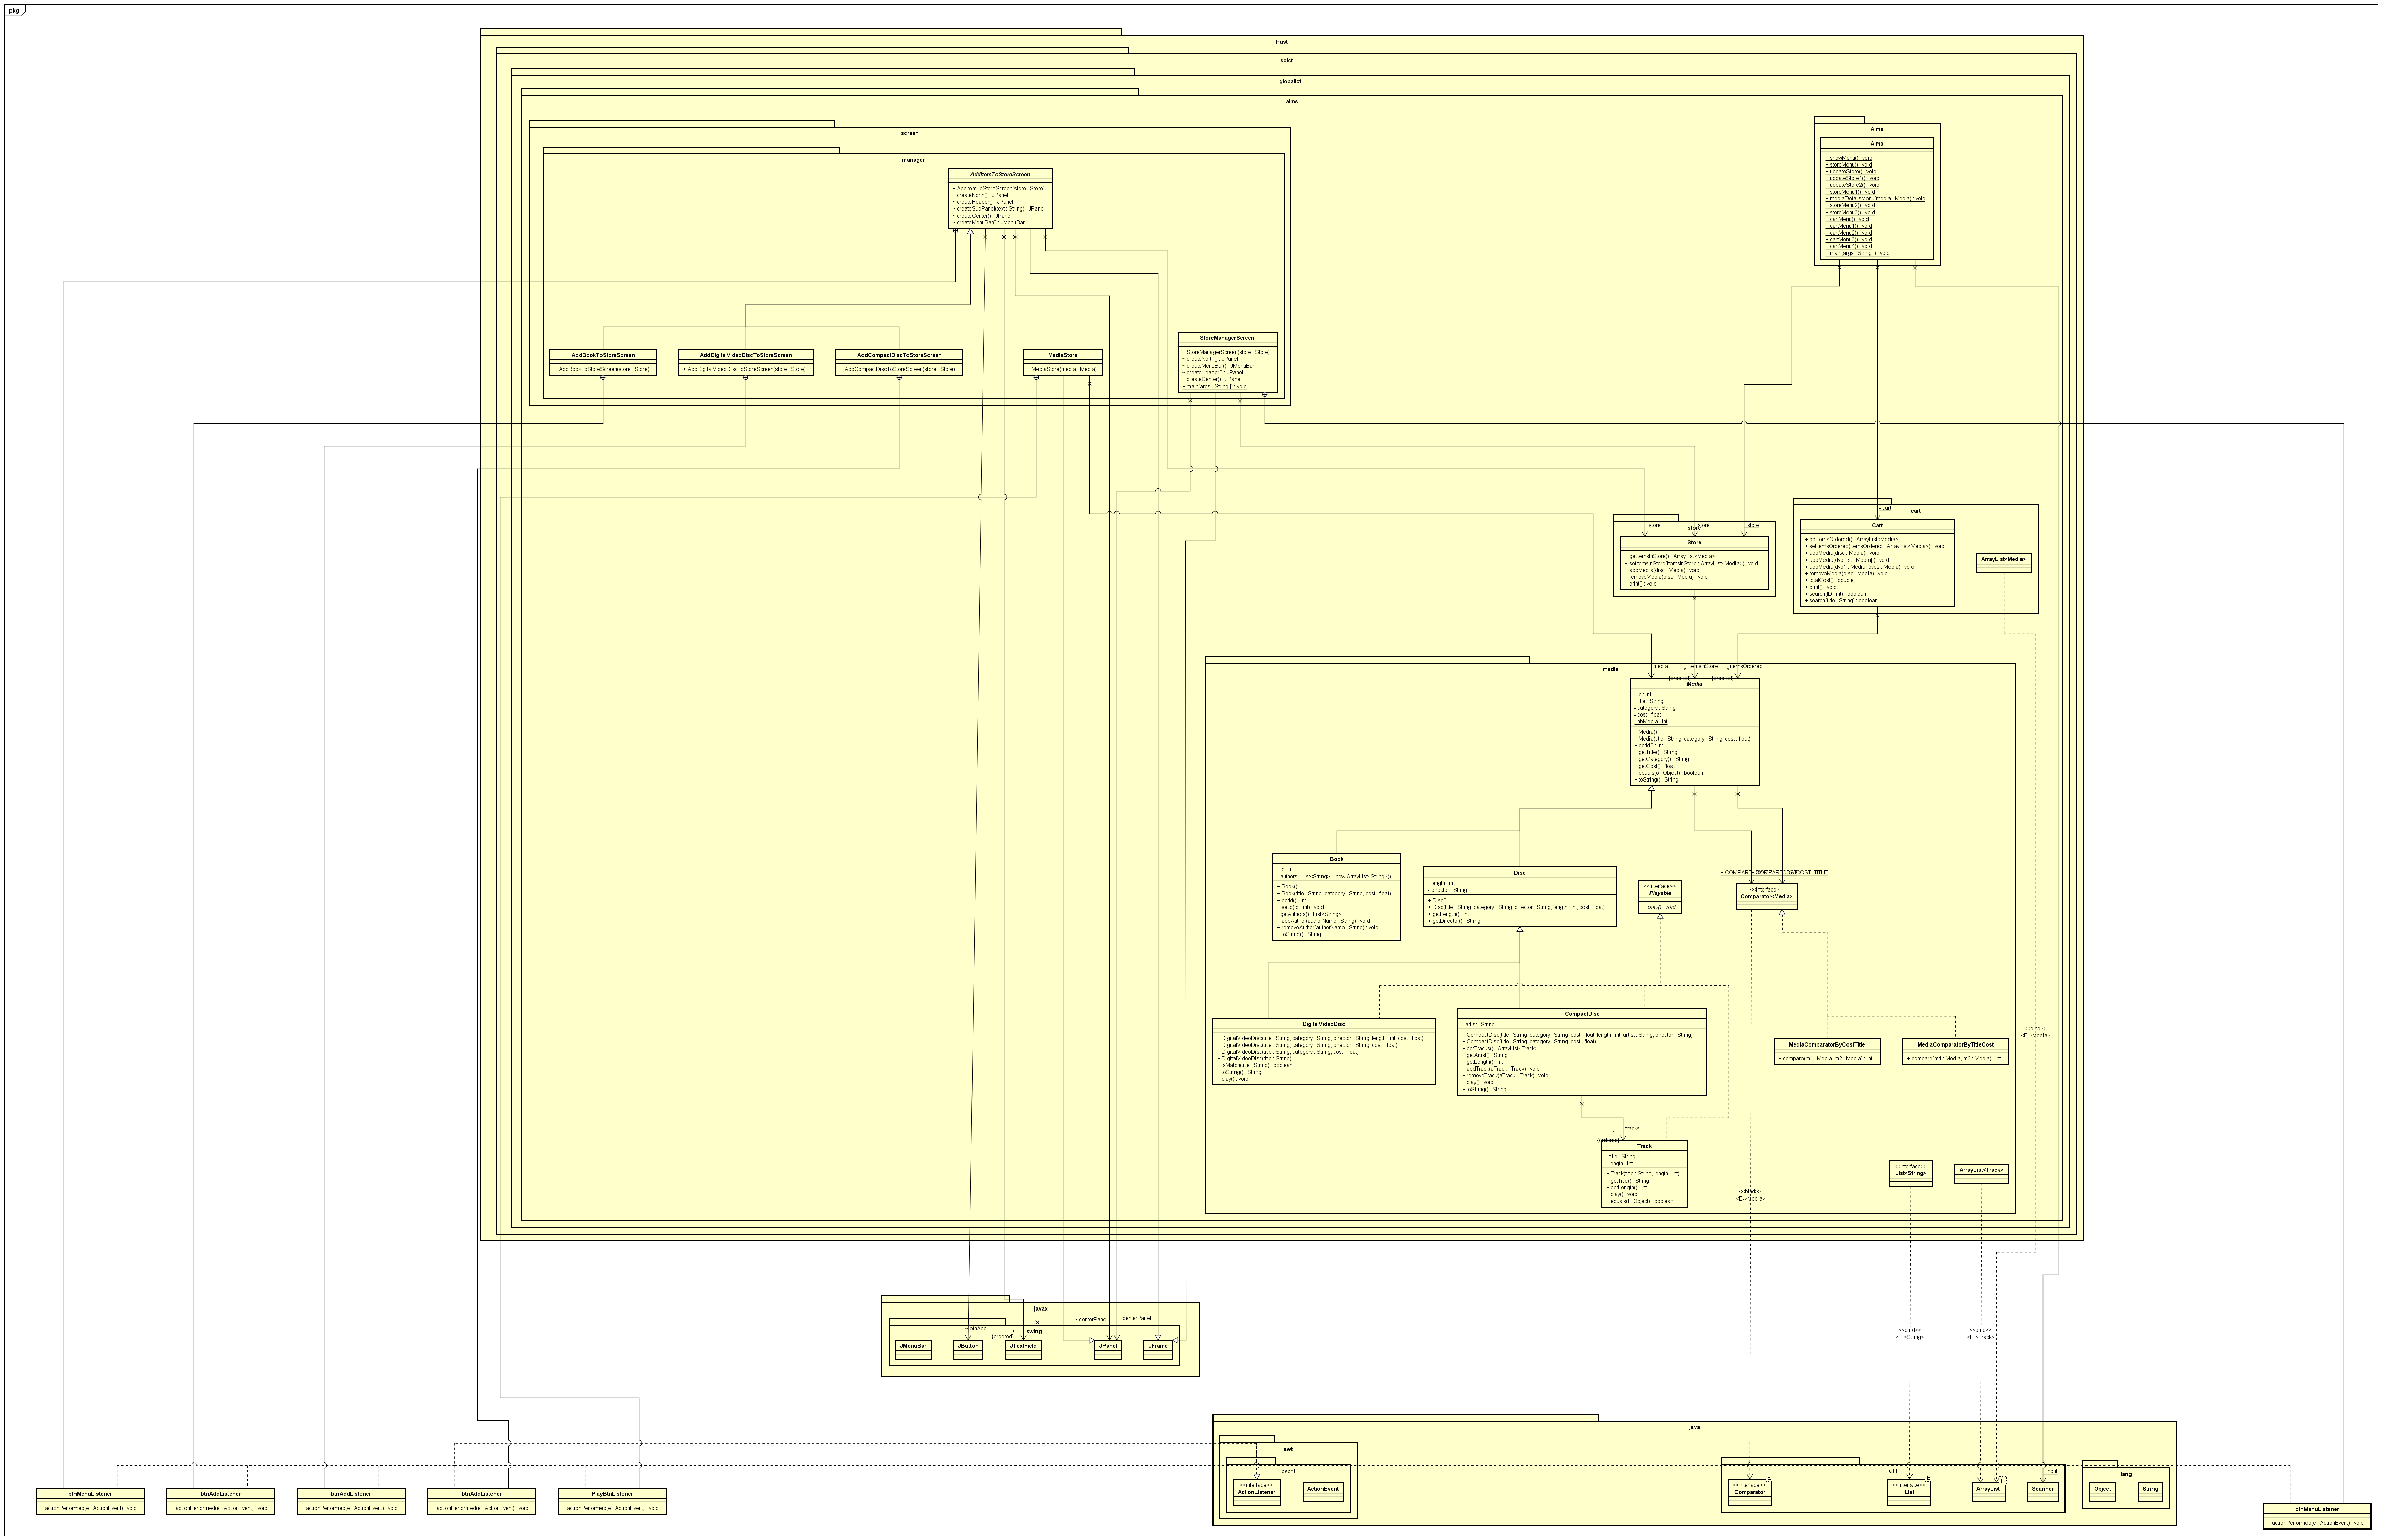 pkg
hust
soict
globalict
aims
screen
manager
AddItemToStoreScreen
+ AddItemToStoreScreen(store : Store)
~ createNorth() : JPanel
~ createHeader() : JPanel
~ createSubPanel(text : String) : JPanel
~ createCenter() : JPanel
~ createMenuBar() : JMenuBar
AddBookToStoreScreen
+ AddBookToStoreScreen(store : Store)
AddDigitalVideoDiscToStoreScreen
+ AddDigitalVideoDiscToStoreScreen(store : Store)
AddCompactDiscToStoreScreen
+ AddCompactDiscToStoreScreen(store : Store)
MediaStore
+ MediaStore(media : Media)
StoreManagerScreen
+ StoreManagerScreen(store : Store)
~ createNorth() : JPanel
~ createMenuBar() : JMenuBar
~ createHeader() : JPanel
~ createCenter() : JPanel
+ main(args : String[]) : void
Aims
Aims
+ showMenu() : void
+ storeMenu() : void
+ updateStore() : void
+ updateStore1() : void
+ updateStore2() : void
+ storeMenu1() : void
+ mediaDetailsMenu(media : Media) : void
+ storeMenu2() : void
+ storeMenu3() : void
+ cartMenu() : void
+ cartMenu1() : void
+ cartMenu2() : void
+ cartMenu3() : void
+ cartMenu4() : void
+ main(args : String[]) : void
store
~ store
- store
- store
Store
+ getItemsInStore() : ArrayList<Media>
+ setItemsInStore(itemsInStore : ArrayList<Media>) : void
+ addMedia(disc : Media) : void
+ removeMedia(disc : Media) : void
+ print() : void
cart
- cart
Cart
+ getItemsOrdered() : ArrayList<Media>
+ setItemsOrdered(itemsOrdered : ArrayList<Media>) : void
+ addMedia(disc : Media) : void
+ addMedia(dvdList : Media[]) : void
+ addMedia(dvd1 : Media, dvd2 : Media) : void
+ removeMedia(disc : Media) : void
+ totalCost() : double
+ print() : void
+ search(ID : int) : boolean
+ search(title : String) : boolean
ArrayList<Media>
media
- media
* - itemsInStore
* - itemsOrdered
{ordered}
{ordered}
Media
- id : int
- title : String
- category : String
- cost : float
- nbMedia : int
+ Media()
+ Media(title : String, category : String, cost : float)
+ getId() : int
+ getTitle() : String
+ getCategory() : String
+ getCost() : float
+ equals(o : Object) : boolean
+ toString() : String
Book
- id : int
- authors : List<String> = new ArrayList<String>()
+ Book()
+ Book(title : String, category : String, cost : float)
+ getId() : int
+ setId(id : int) : void
- getAuthors() : List<String>
+ addAuthor(authorName : String) : void
+ removeAuthor(authorName : String) : void
+ toString() : String
Disc
- length : int
- director : String
+ Disc()
+ Disc(title : String, category : String, director : String, length : int, cost : float)
+ getLength() : int
+ getDirector() : String
<<interface>>
Playable
+ play() : void
<<interface>>
Comparator<Media>
DigitalVideoDisc
+ DigitalVideoDisc(title : String, category : String, director : String, length : int, cost : float)
+ DigitalVideoDisc(title : String, category : String, director : String, cost : float)
+ DigitalVideoDisc(title : String, category : String, cost : float)
+ DigitalVideoDisc(title : String)
+ isMatch(title : String) : boolean
+ toString() : String
+ play() : void
CompactDisc
- artist : String
+ CompactDisc(title : String, category : String, cost : float, length : int, artist : String, director : String)
+ CompactDisc(title : String, category : String, cost : float)
+ getTracks() : ArrayList<Track>
+ getArtist() : String
+ getLength() : int
+ addTrack(aTrack : Track) : void
+ removeTrack(aTrack : Track) : void
+ play() : void
+ toString() : String
MediaComparatorByCostTitle
+ compare(m1 : Media, m2 : Media) : int
MediaComparatorByTitleCost
+ compare(m1 : Media, m2 : Media) : int
<<bind>>
<E->Media>
* - tracks
{ordered}
Track
- title : String
- length : int
+ Track(title : String, length : int)
+ getTitle() : String
+ getLength() : int
+ play() : void
+ equals(t : Object) : boolean
<<interface>>
List<String>
ArrayList<Track>
<<bind>>
<E->Media>
javax
swing
~ btnAdd
* ~ tfs
{ordered}
~ centerPanel
~ centerPanel
JMenuBar
JButton
JTextField
JPanel
JFrame
<<bind>>
<E->String>
<<bind>>
<E->Track>
java
awt
event
<<interface>>
ActionListener
ActionEvent
util
<<interface>>
Comparator
E
<<interface>>
List
E
ArrayList
E
- input
Scanner
lang
Object
String
btnMenuListener
+ actionPerformed(e : ActionEvent) : void
btnAddListener
+ actionPerformed(e : ActionEvent) : void
btnAddListener
+ actionPerformed(e : ActionEvent) : void
btnAddListener
+ actionPerformed(e : ActionEvent) : void
PlayBtnListener
+ actionPerformed(e : ActionEvent) : void
btnMenuListener
+ actionPerformed(e : ActionEvent) : void